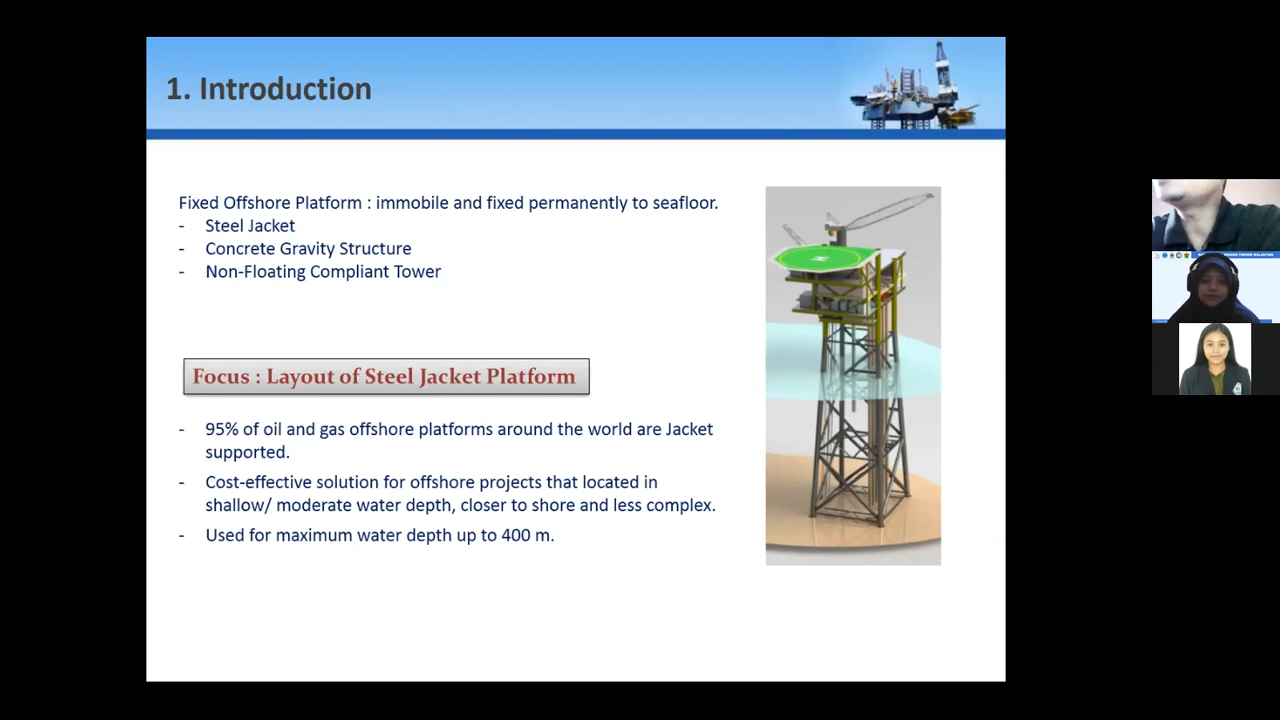 1. Introduction
Fixed Offshore Platform : immobile and fixed permanently to seafloor.
- Steel Jacket
- Concrete Gravity Structure
- Non-Floating Compliant Tower
Focus : Layout of Steel Jacket Platform
- 95% of oil and gas offshore platforms around the world are Jacket
supported.
- Cost-effective solution for offshore projects that located in
shallow/ moderate water depth, closer to shore and less complex.
- Used for maximum water depth up to 400 m.